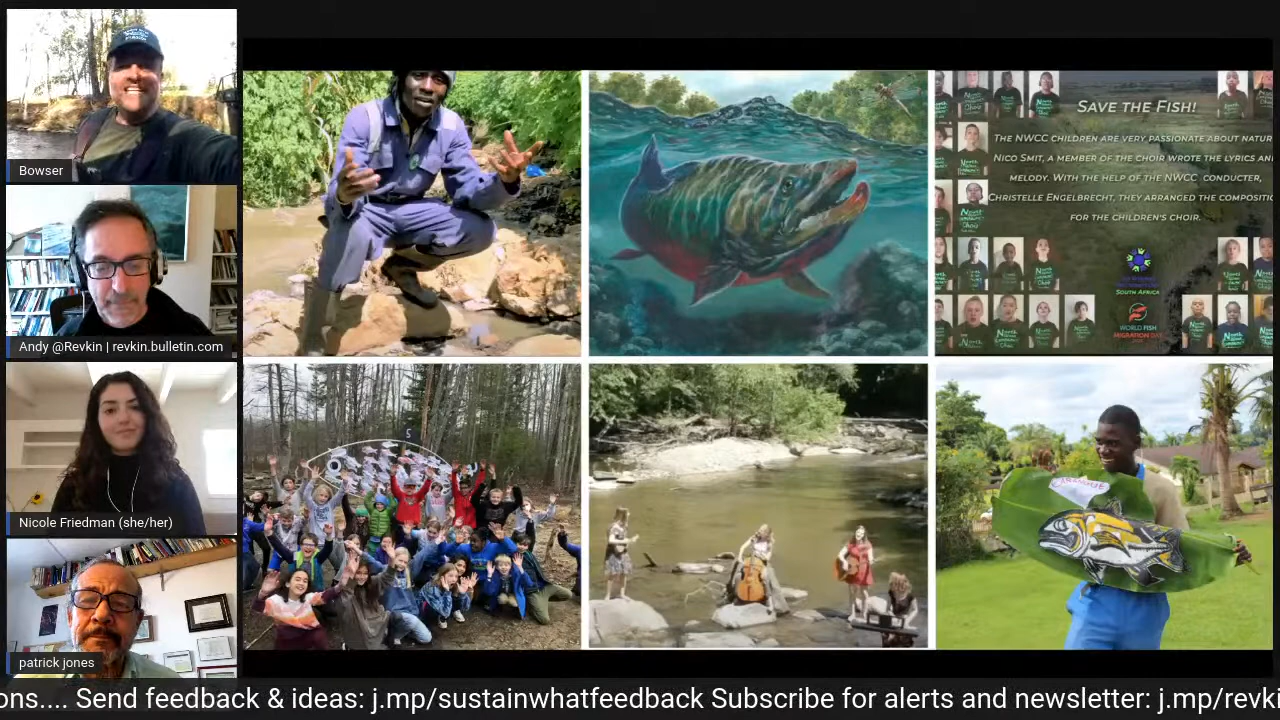 Bowser
Andy @Revkin | revkin.bulletin.com
Nicole Friedman (she/her)
patrick jones
SAVE THE FISH!
THE NWCC CHILDREN ARE VERY PASSIONATE ABOUT NATUR
NICO SMIT, A MEMBER OF THE CHOIR WROTE THE LYRICS AN
MELODY. WITH THE HELP OF THE NWCC CONDUCTER,
CHRISTELLE ENGELBRECHT, THEY ARRANGED THE COMPOSITIO
FOR THE CHILDREN'S CHOIR.
SOUTH AFRICA
WORLD FISH
MIGRATION DAY
ons.... Send feedback & ideas: j.mp/sustainwhatfeedback Subscribe for alerts and newsletter: j.mp/revki